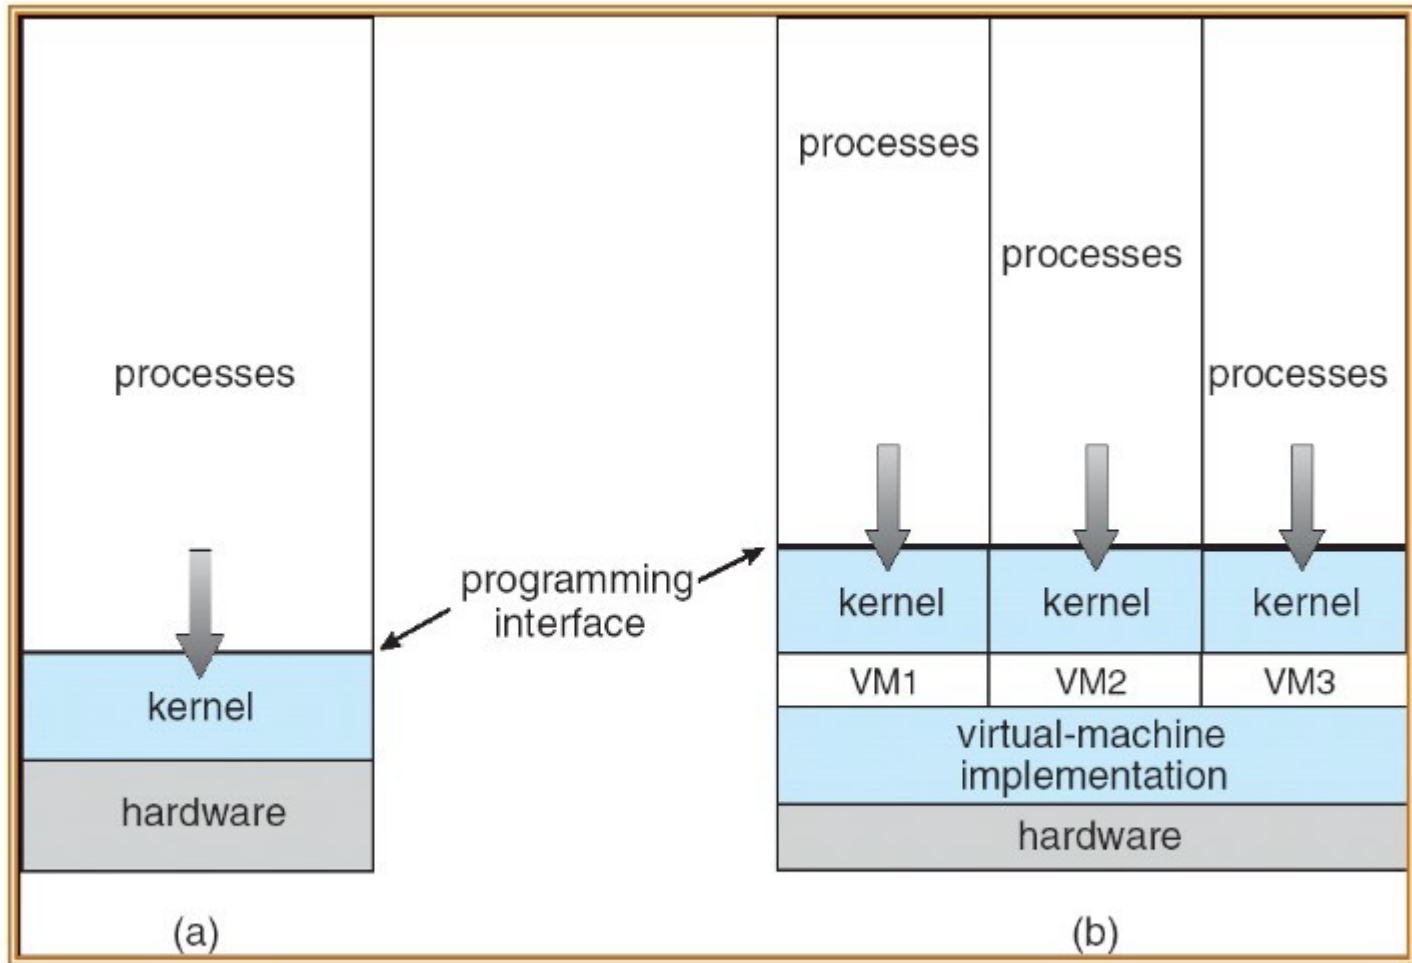 processes
kernel
hardware
(a)
programming
interface
processes
processes
processes
kernel
kernel
kernel
VM1
VM2
VM3
virtual-machine
implementation
hardware
(b)